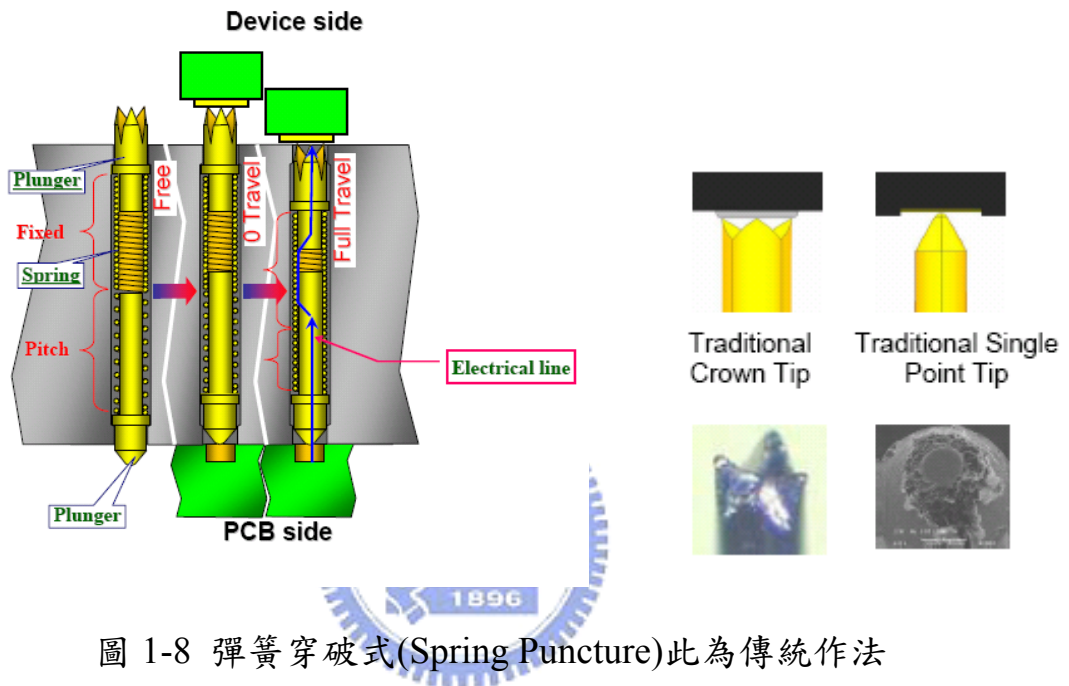 Device side
Plunger
Fixed
Spring
Pitch
Free
0 Travel
Full Travel
Electrical line
Plunger
PCB side
Traditional
Crown Tip
Traditional Single
Point Tip
1896
圖 1-8 彈簧穿破式(Spring Puncture)此為傳統作法